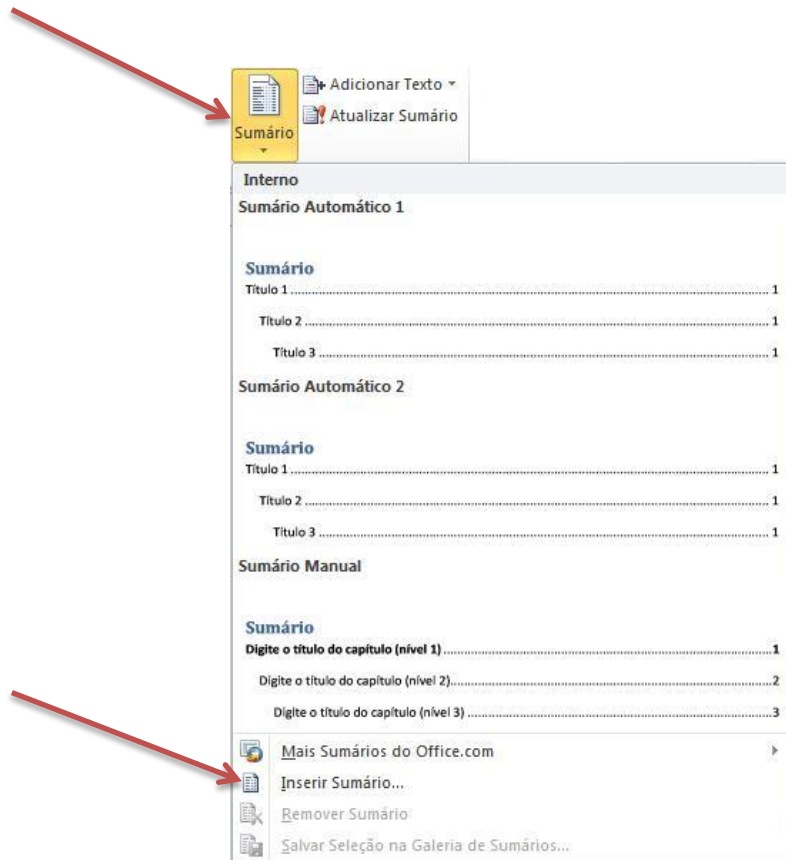 Adicionar Texto
Atualizar Sumário
Sumário
Interno
Sumário Automático 1
Sumário
Título 1 ........ 1
Título 2 ........ 1
Título 3 ........ 1
Sumário Automático 2
Sumário
Título 1 ........ 1
Título 2 ........ 1
Título 3 ........ 1
Sumário Manual
Sumário
Digite o título do capítulo (nível 1) ........ 1
Digite o título do capítulo (nível 2) ........ 2
Digite o título do capítulo (nível 3) ........ 3
Mais Sumários do Office.com
Inserir Sumário...
Remover Sumário
Salvar Seleção na Galeria de Sumários...